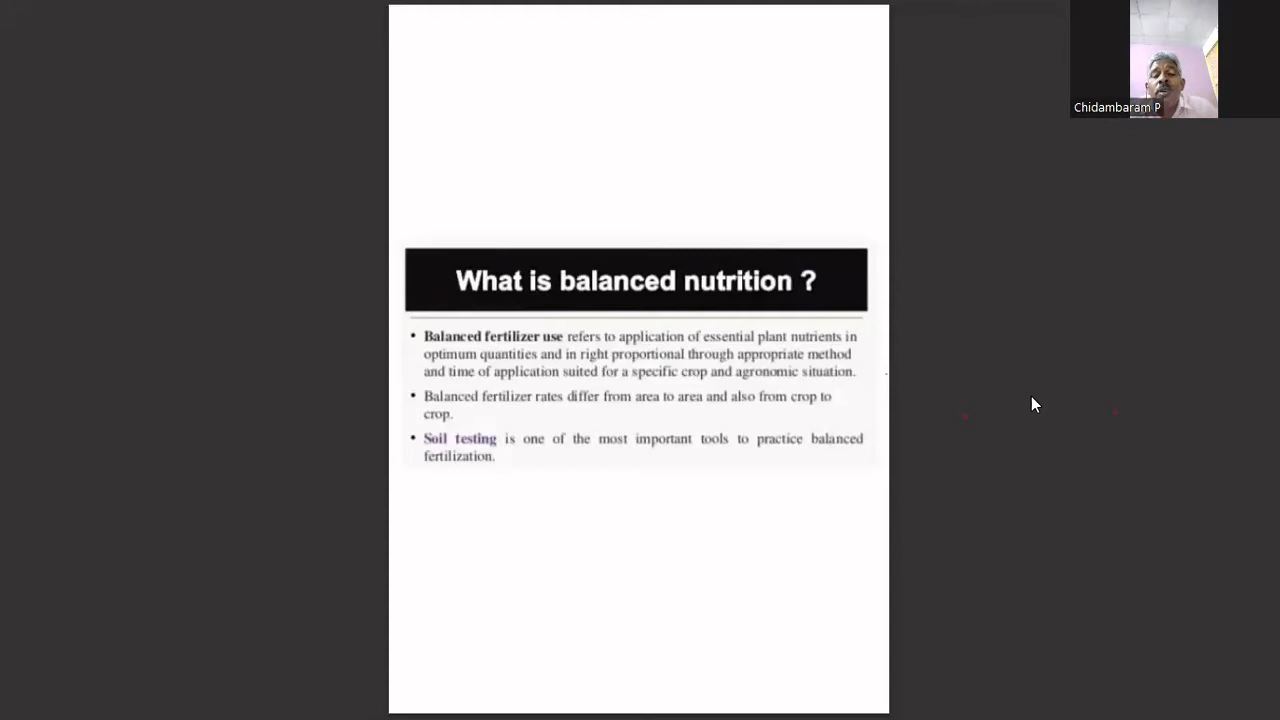 Chidambaram P
What is balanced nutrition ?
• Balanced fertilizer use refers to application of essential plant nutrients in
optimum quantities and in right proportional through appropriate method
and time of application suited for a specific crop and agronomic situation.
• Balanced fertilizer rates differ from area to area and also from crop to
crop.
• Soil testing is one of the most important tools to practice balanced
fertilization.